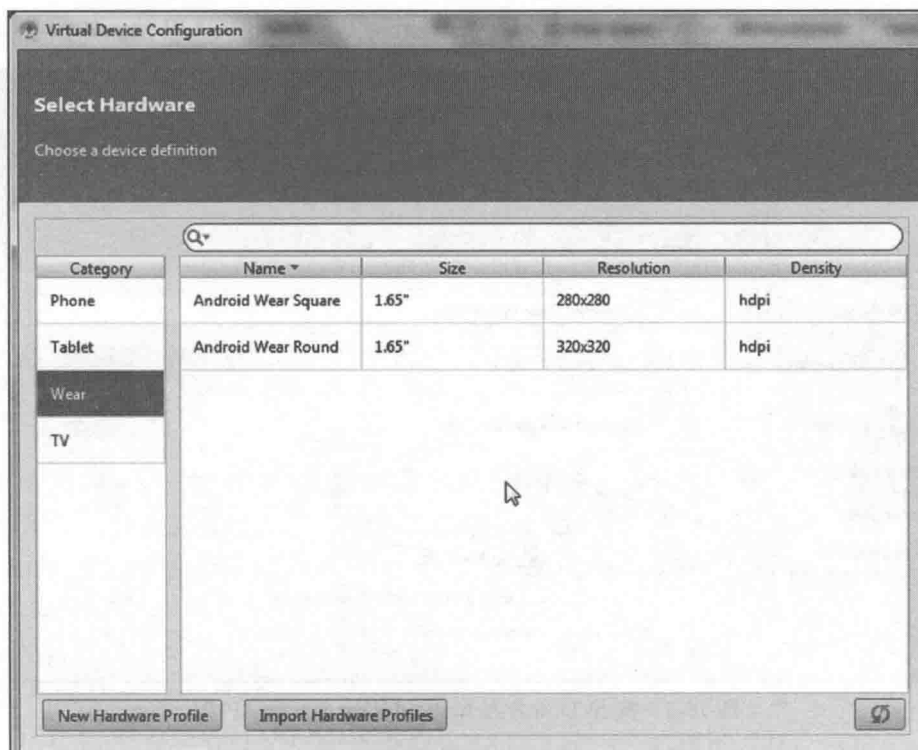 Virtual Device Configuration
Select Hardware
Choose a device definition
Category Name Size Resolution Density
Phone Android Wear Square 1.65" 280x280 hdpi
Tablet Android Wear Round 1.65" 320x320 hdpi
Wear
TV
New Hardware Profile Import Hardware Profiles